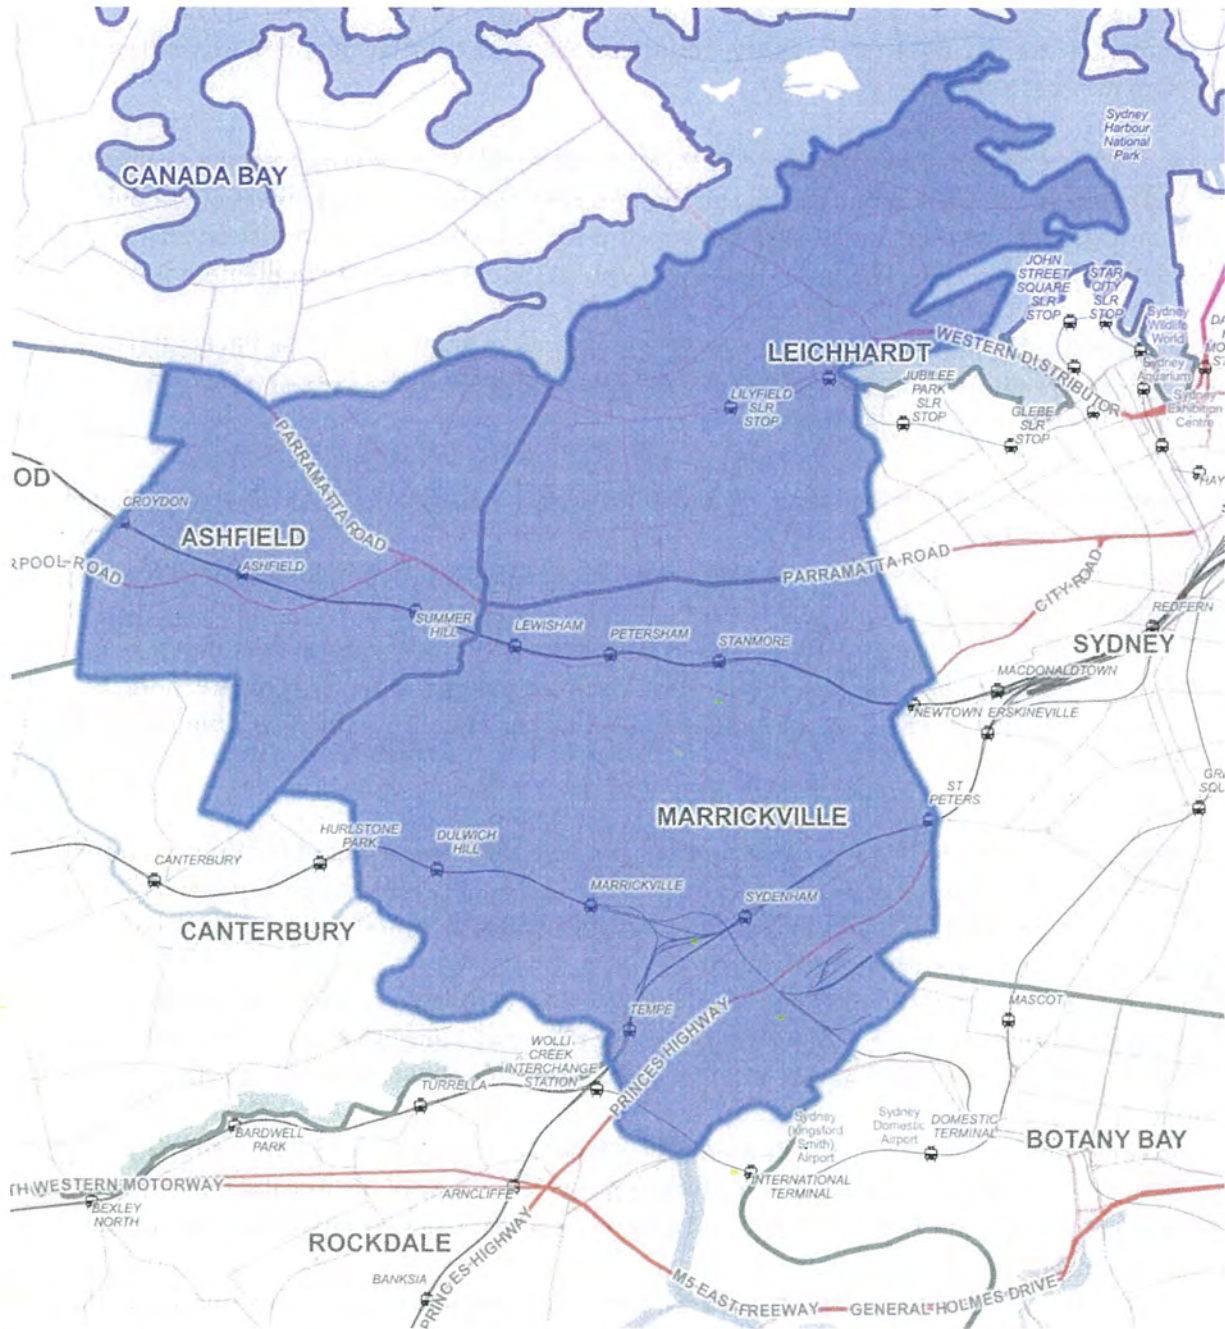 Sydney
Harbour
National
Park
CANADA BAY
JOHN
STREET
SQUARE
SLR
STOP
STAR
CITY
SLR
STOP
Sydney
Wildlife
World
WESTERN DISTRIBUTOR
LEICHHARDT
Sydney
Aquarium
JUBILEE
PARK
SLR
STOP
LILYFIELD
SLR
STOP
GLEBE
SLR
STOP
Sydney
Exhibition
Centre
PARRAMATTA ROAD
OD
HAY
CROYDON
ASHFIELD
ASHFIELD
RPOOL ROAD
PARRAMATTA ROAD
CITY ROAD
REDFERN
SUMMER
HILL
LEWISHAM
PETERSHAM
STANMORE
SYDNEY
MACDONALDTOWN
NEWTOWN
ERSKINEVILLE
ST
PETERS
GR
SQU
MARRICKVILLE
HURLSTONE
PARK
DULWICH
HILL
CANTERBURY
MARRICKVILLE
SYDENHAM
CANTERBURY
TEMPE
MASCOT
PRINCES HIGHWAY
WOLLI
CREEK
INTERCHANGE
STATION
TURRELLA
BARDWELL
PARK
Sydney
(Kingsford
Smith)
Airport
Sydney
Domestic
Airport
DOMESTIC
TERMINAL
BOTANY BAY
TH WESTERN MOTORWAY
BEXLEY
NORTH
ARNCLIFFE
INTERNATIONAL
TERMINAL
ROCKDALE
PRINCES HIGHWAY
BANKSIA
M5 EAST FREEWAY
GENERAL HOLMES DRIVE